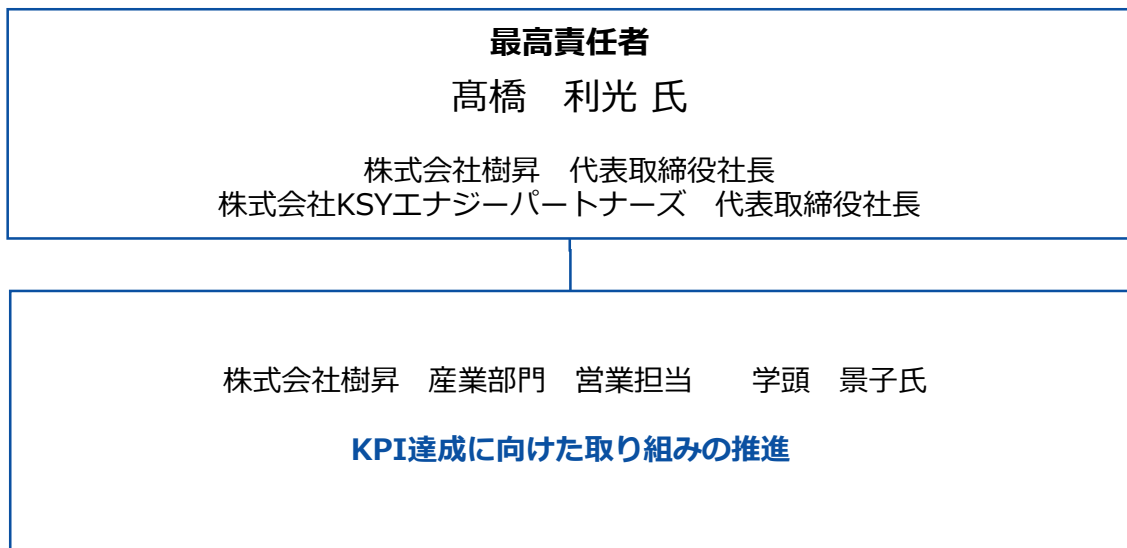 最高責任者
髙橋　利光 氏
株式会社樹昇　代表取締役社長
株式会社KSYエナジーパートナーズ　代表取締役社長
株式会社樹昇　産業部門　営業担当　　学頭　景子氏
KPI達成に向けた取り組みの推進